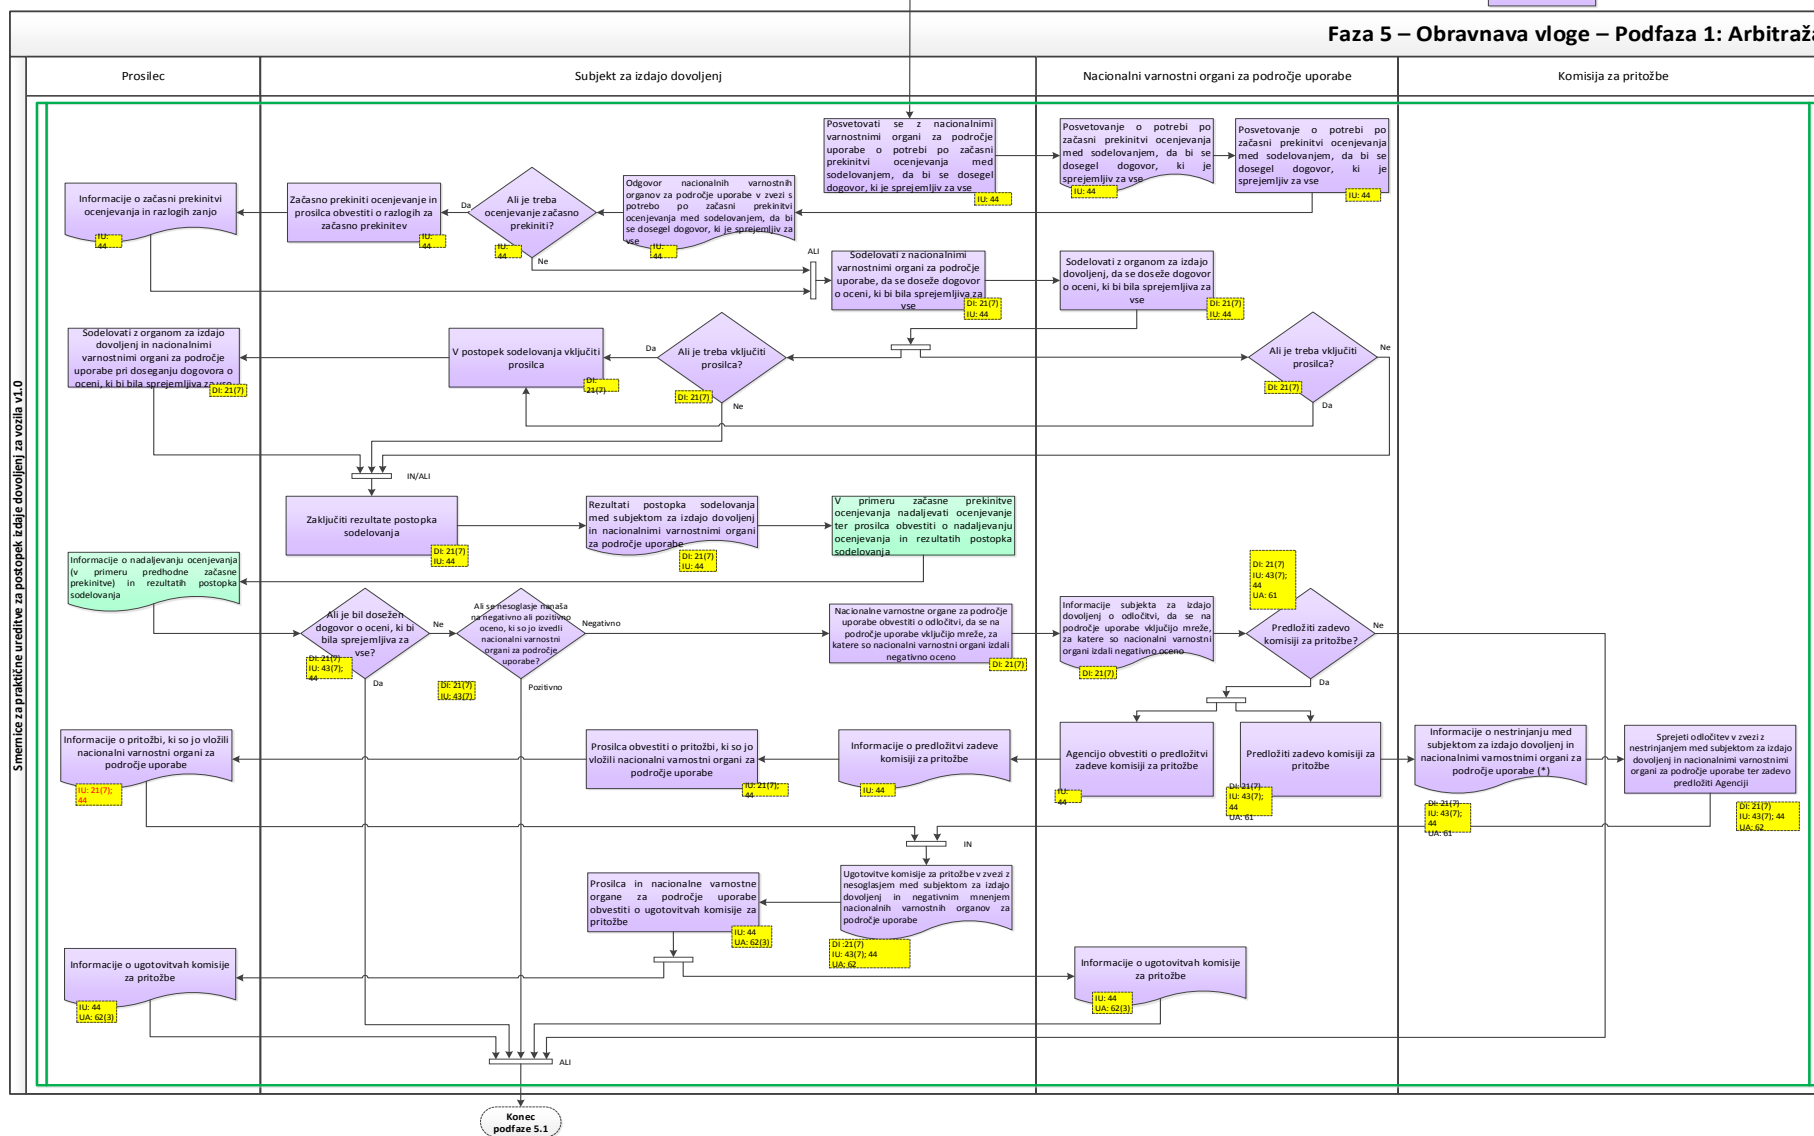 Faza 5 – Obravnava vloge – Podfaza 1: Arbitraža
Smernice za praktične ureditve za postopek izdaje dovoljenj za vozila v1.0
Prosilec
Subjekt za izdajo dovoljenj
Nacionalni varnostni organi za področje uporabe
Komisija za pritožbe
Posvetovati se z nacionalnimi
varnostnimi organi za področje
uporabe o potrebi po začasni
prekinitvi ocenjevanja med
sodelovanjem, da bi se dosegel
dogovor, ki je sprejemljiv za vse
IU: 44
Posvetovanje o potrebi po
začasni prekinitvi ocenjevanja
med sodelovanjem, da bi se
dosegel dogovor, ki je
sprejemljiv za vse
IU: 44
Posvetovanje o potrebi po
začasni prekinitvi ocenjevanja
med sodelovanjem, da bi se
dosegel dogovor, ki je
sprejemljiv za vse
IU: 44
Informacije o začasni prekinitvi
ocenjevanja in razlogih zanjo
IU:
44
Začasno prekiniti ocenjevanje in
prosilca obvestiti o razlogih za
začasno prekinitev
IU:
44
Da
Ali je treba
ocenjevanje začasno
prekiniti?
IU:
44
Ne
Odgovor nacionalnih varnostnih
organov za področje uporabe v zvezi s
potrebo po začasni prekinitvi
ocenjevanja med sodelovanjem, da bi
se dosegel dogovor, ki je sprejemljiv za
vse
IU:
44
ALI
Sodelovati z nacionalnimi
varnostnimi organi za področje
uporabe, da se doseže dogovor
o oceni, ki bi bila sprejemljiva za
vse
DI: 21(7)
IU: 44
Sodelovati z organom za izdajo
dovoljenj, da se doseže dogovor
o oceni, ki bi bila sprejemljiva za
vse
DI: 21(7)
IU: 44
Sodelovati z organom za izdajo
dovoljenj in nacionalnimi
varnostnimi organi za področje
uporabe pri doseganju dogovora o
oceni, ki bi bila sprejemljiva za vse
DI: 21(7)
V postopek sodelovanja vključiti
prosilca
DI:
21(7)
Da
Ali je treba vključiti
prosilca?
DI: 21(7)
Ne
Ali je treba vključiti
prosilca?
DI: 21(7)
Ne
Da
IN/ALI
Zaključiti rezultate postopka
sodelovanja
DI: 21(7)
IU: 44
Rezultati postopka sodelovanja
med subjektom za izdajo dovoljenj
in nacionalnimi varnostnimi organi
za področje uporabe
DI: 21(7)
IU: 44
V primeru začasne prekinitve
ocenjevanja nadaljevati ocenjevanje
ter prosilca obvestiti o nadaljevanju
ocenjevanja in rezultatih postopka
sodelovanja
Informacije o nadaljevanju ocenjevanja
(v primeru predhodne začasne
prekinitve) in rezultatih postopka
sodelovanja
Ali je bil dosežen
dogovor o oceni, ki bi
bila sprejemljiva za
vse?
DI: 21(7)
IU: 43(7);
44
Ne
Da
Ali se nesoglasje nanaša
na negativno ali pozitivno
oceno, ki so jo izvedli
nacionalni varnostni
organi za področje
uporabe?
DI: 21(7)
IU: 43(7)
Negativno
Pozitivno
Nacionalne varnostne organe za področje
uporabe obvestiti o odločitvi, da se na
področje uporabe vključijo mreže, za
katere so nacionalni varnostni organi izdali
negativno oceno
DI: 21(7)
Informacije subjekta za izdajo
dovoljenj o odločitvi, da se na
področje uporabe vključijo mreže,
za katere so nacionalni varnostni
organi izdali negativno oceno
DI: 21(7)
DI: 21(7)
IU: 43(7);
44
UA: 61
Predložiti zadevo
komisiji za pritožbe?
Ne
Da
Informacije o pritožbi, ki so jo vložili
nacionalni varnostni organi za
področje uporabe
IU: 21(7);
44
Prosilca obvestiti o pritožbi, ki so jo
vložili nacionalni varnostni organi za
področje uporabe
IU: 21(7);
44
Informacije o predložitvi zadeve
komisiji za pritožbe
IU: 44
Agencijo obvestiti o predložitvi
zadeve komisiji za pritožbe
IU:
44
Predložiti zadevo komisiji za
pritožbe
DI: 21(7)
IU: 43(7);
44
UA: 61
Informacije o nestrinjanju med
subjektom za izdajo dovoljenj in
nacionalnimi varnostnimi organi za
področje uporabe (*)
DI: 21(7)
IU: 43(7);
44
UA: 61
Sprejeti odločitev v zvezi z
nestrinjanjem med subjektom za izdajo
dovoljenj in nacionalnimi varnostnimi
organi za področje uporabe ter zadevo
predložiti Agenciji
DI: 21(7)
IU: 43(7); 44
UA: 62
IN
Prosilca in nacionalne varnostne
organe za področje uporabe
obvestiti o ugotovitvah komisije za
pritožbe
IU: 44
UA: 62(3)
Ugotovitve komisije za pritožbe v zvezi z
nesoglasjem med subjektom za izdajo
dovoljenj in negativnim mnenjem
nacionalnih varnostnih organov za
področje uporabe
DI :21(7)
IU: 43(7); 44
UA: 62
Informacije o ugotovitvah komisije
za pritožbe
IU: 44
UA: 62(3)
Informacije o ugotovitvah komisije
za pritožbe
IU: 44
UA: 62(3)
ALI
Konec
podfaze 5.1